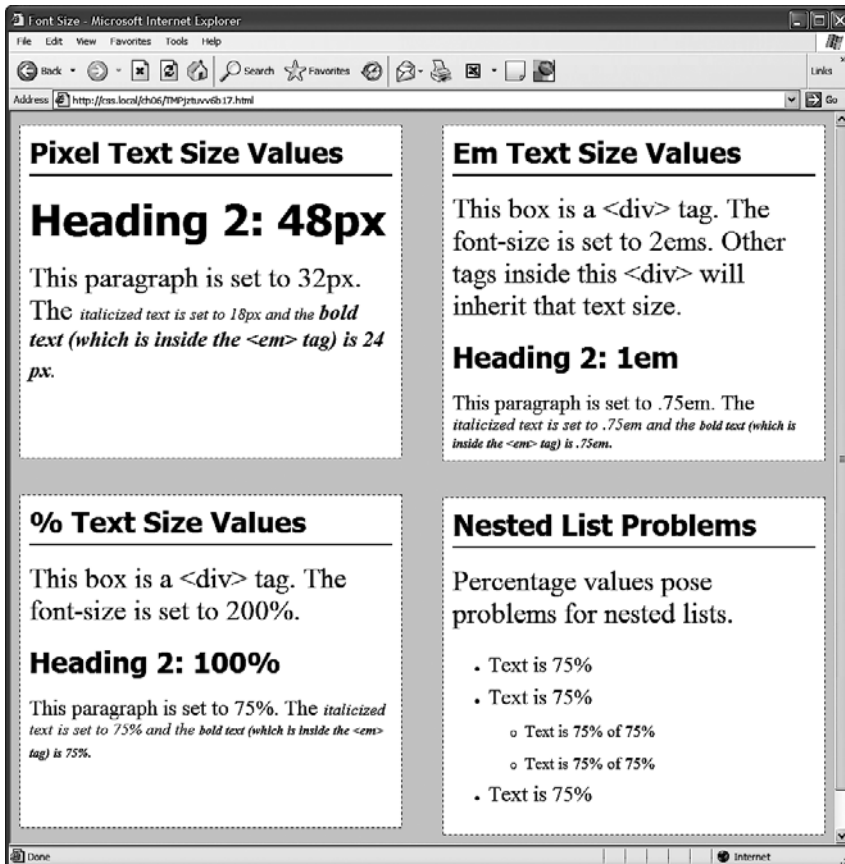 Font Size - Microsoft Internet Explorer
File Edit View Favorites Tools Help
Back Search Favorites Links
Address http://css.local/ch06/TMPjztuvv6b17.html Go
Pixel Text Size Values
Heading 2: 48px
This paragraph is set to 32px.
The italicized text is set to 18px and the bold
text (which is inside the <em> tag) is 24
px.
Em Text Size Values
This box is a <div> tag. The
font-size is set to 2ems. Other
tags inside this <div> will
inherit that text size.
Heading 2: 1em
This paragraph is set to .75em. The
italicized text is set to .75em and the bold text (which is
inside the <em> tag) is .75em.
% Text Size Values
This box is a <div> tag. The
font-size is set to 200%.
Heading 2: 100%
This paragraph is set to 75%. The italicized
text is set to 75% and the bold text (which is inside the <em>
tag) is 75%.
Nested List Problems
Percentage values pose
problems for nested lists.
• Text is 75%
• Text is 75%
o Text is 75% of 75%
o Text is 75% of 75%
• Text is 75%
Done Internet